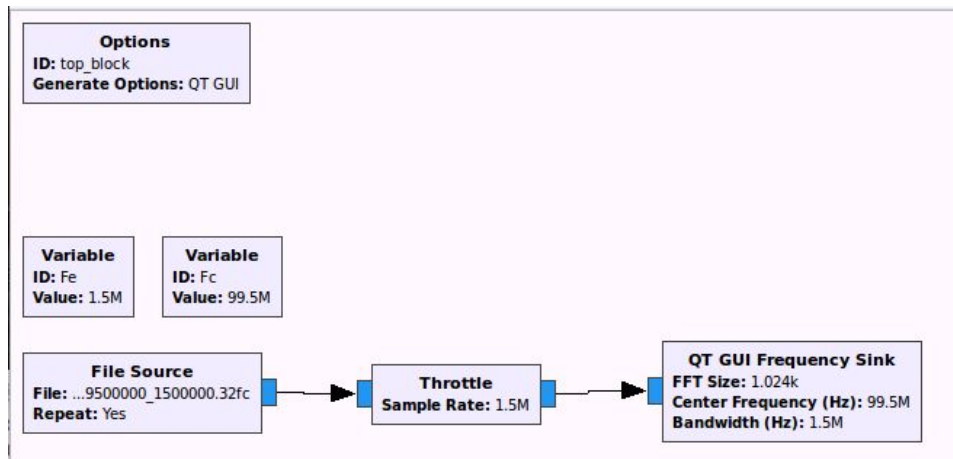 Options
ID: top_block
Generate Options: QT GUI
Variable
ID: Fe
Value: 1.5M
Variable
ID: Fc
Value: 99.5M
File Source
File: ...9500000_1500000.32fc
Repeat: Yes
Throttle
Sample Rate: 1.5M
QT GUI Frequency Sink
FFT Size: 1.024k
Center Frequency (Hz): 99.5M
Bandwidth (Hz): 1.5M